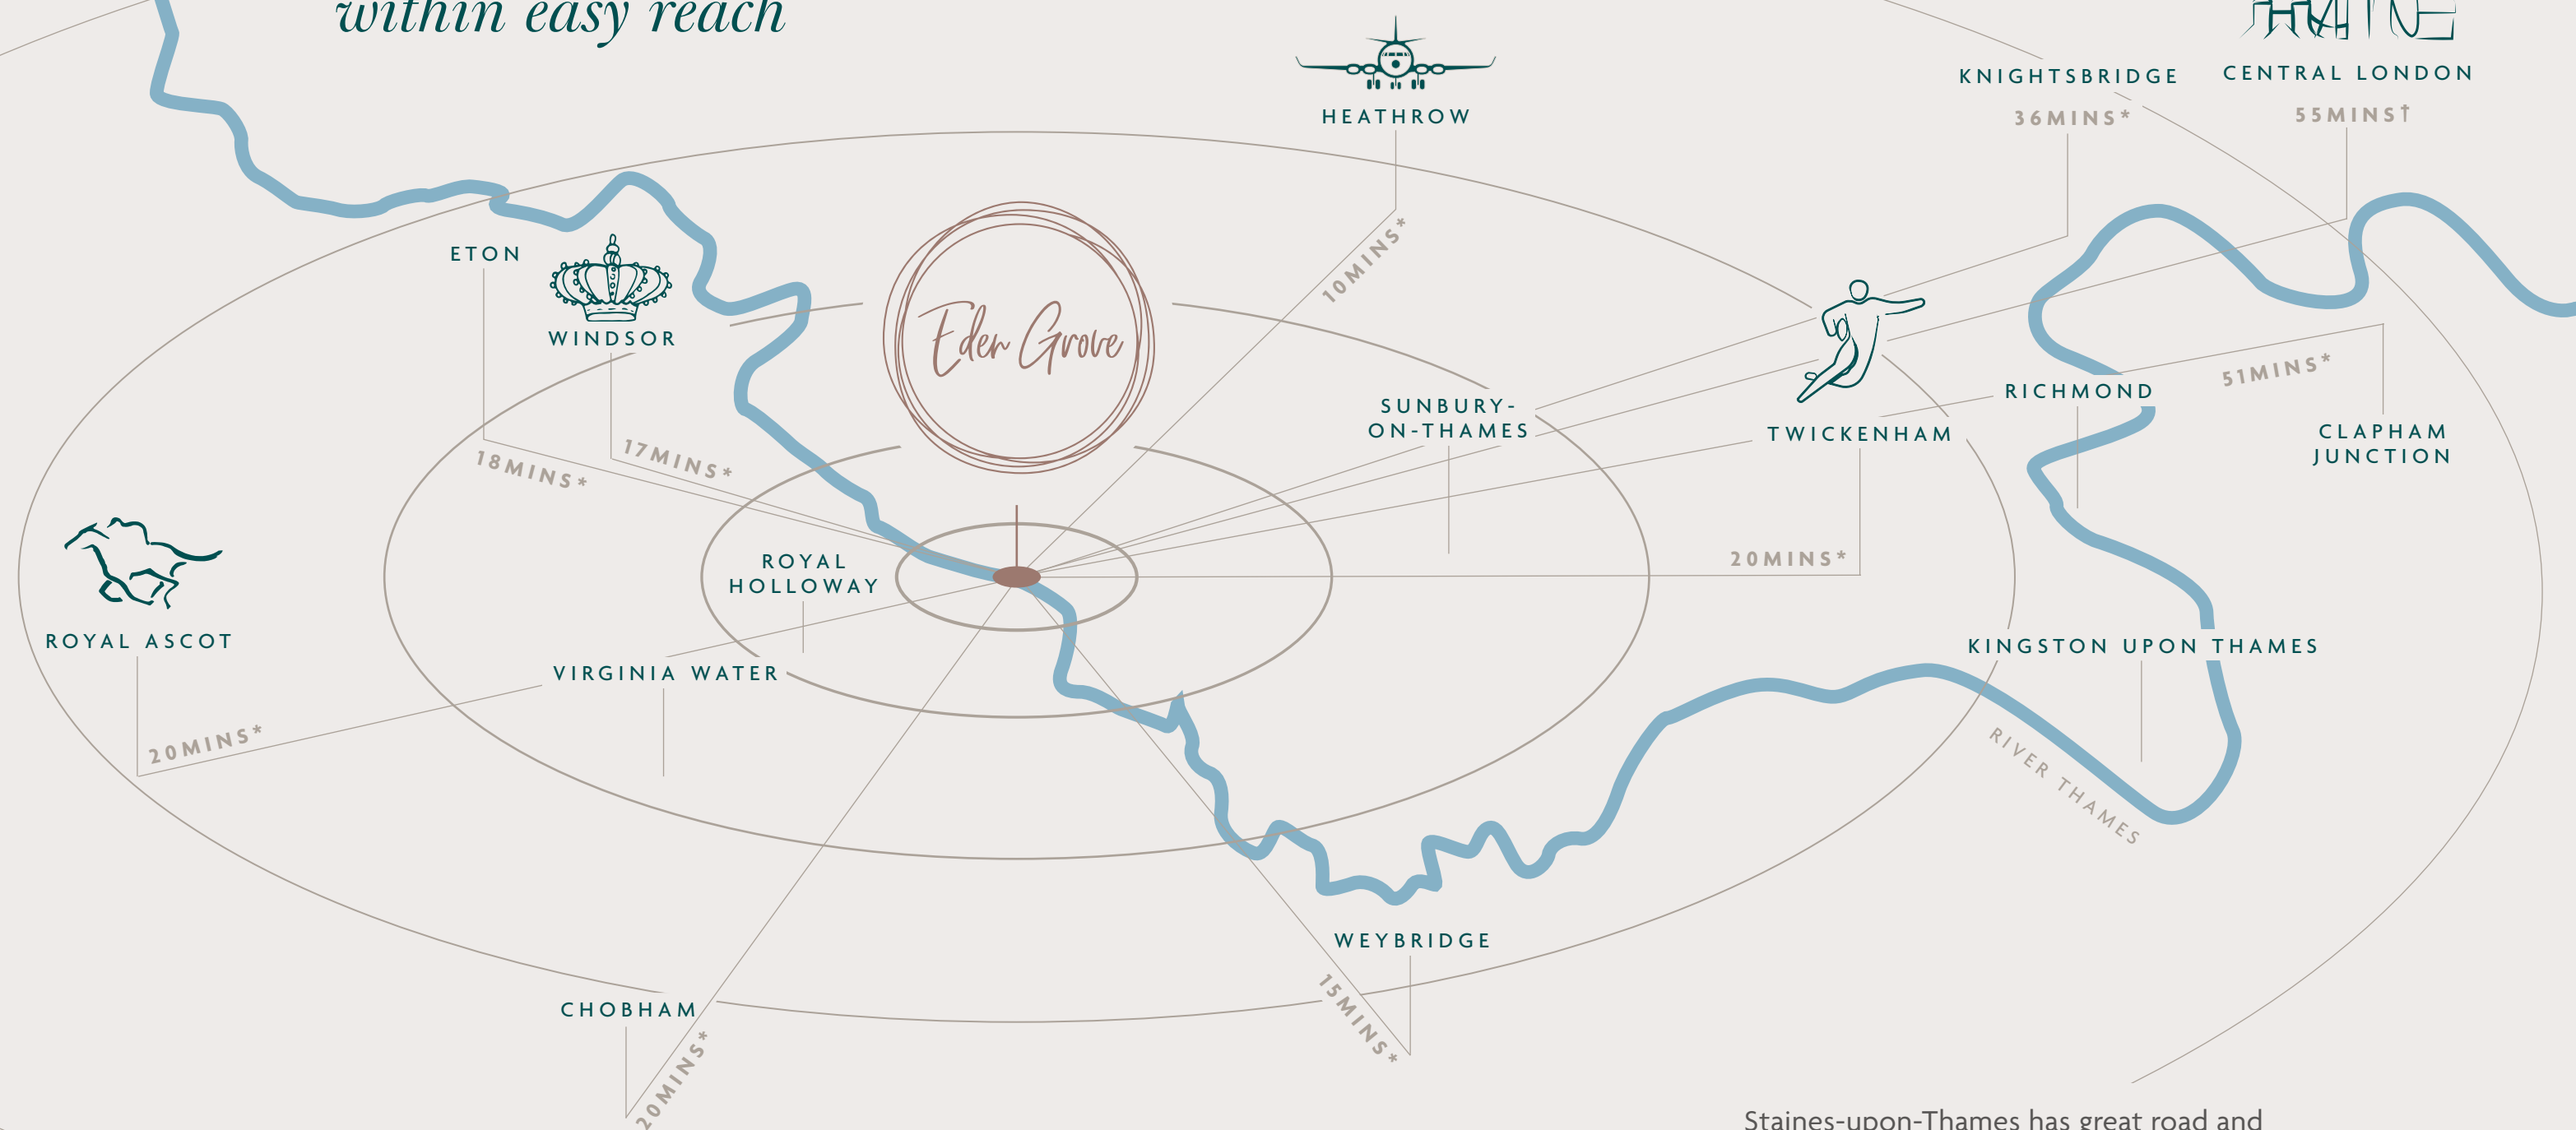 within easy reach
HEATHROW
10MINS*
KNIGHTSBRIDGE
36MINS*
CENTRAL LONDON
55MINS†
ETON
18MINS*
WINDSOR
17MINS*
Eden Grove
SUNBURY-
ON-THAMES
TWICKENHAM
20MINS*
RICHMOND
51MINS*
CLAPHAM
JUNCTION
ROYAL
HOLLOWAY
ROYAL ASCOT
20MINS*
VIRGINIA WATER
KINGSTON UPON THAMES
RIVER THAMES
WEYBRIDGE
15MINS*
CHOBHAM
20MINS*
Staines-upon-Thames has great road and